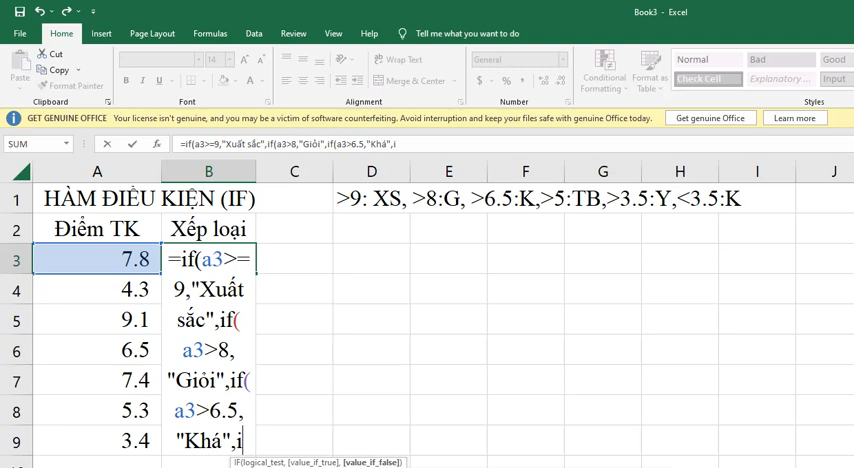 Book3 - Excel
File Home Insert Page Layout Formulas Data Review View Help Tell me what you want to do
Paste
Cut
Copy
Format Painter
Clipboard
14
A A
B I U
A
Font
Wrap Text
Merge & Center
Alignment
General
$ % ,
Number
Conditional Formatting
Format as Table
Normal Bad Good
Check Cell Explanatory ... Input
Styles
GET GENUINE OFFICE Your license isn't genuine, and you may be a victim of software counterfeiting. Avoid interruption and keep your files safe with genuine Office today. Get genuine Office Learn more
SUM fx =if(a3>=9,"Xuất sắc",if(a3>8,"Giỏi",if(a3>6.5,"Khá",i
A B C D E F G H I J
1 HÀM ĐIỀU KIỆN (IF) >9: XS, >8:G, >6.5:K,>5:TB,>3.5:Y,<3.5:K
2 Điểm TK Xếp loại
3 7.8 =if(a3>=
4 4.3 9,"Xuất
5 9.1 sắc",if(
6 6.5 a3>8,
7 7.4 "Giỏi",if(
8 5.3 a3>6.5,
9 3.4 "Khá",i
IF(logical_test, [value_if_true], [value_if_false])